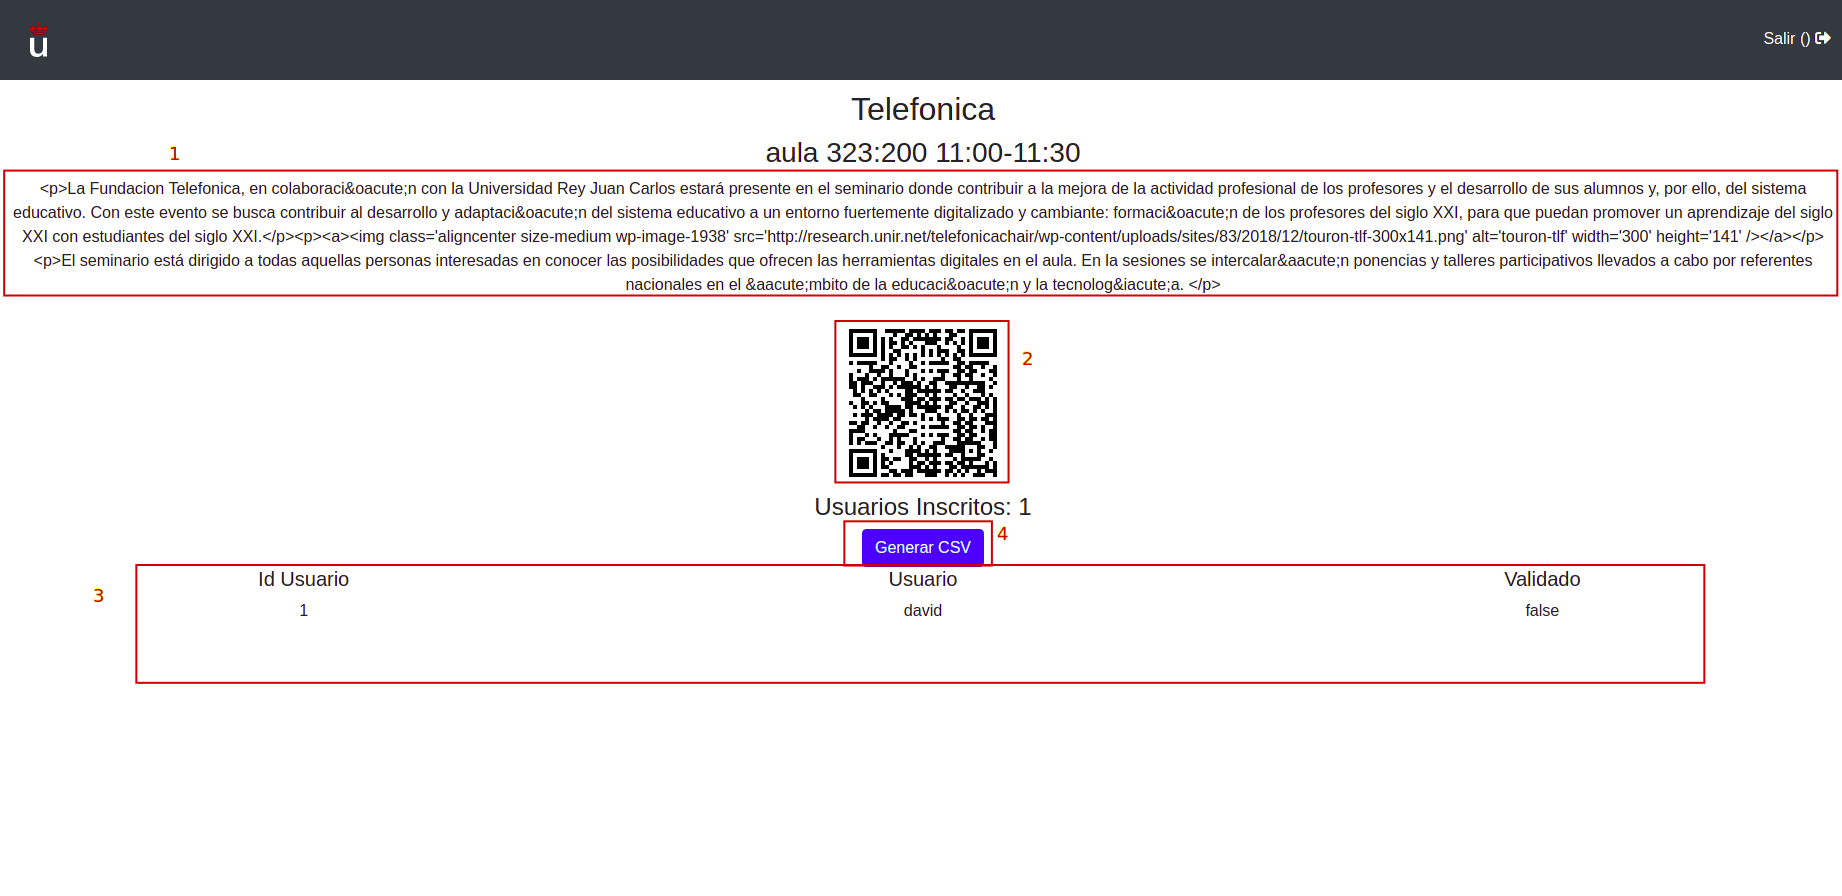 u
Salir ()
Telefonica
aula 323:200 11:00-11:30
1
<p>La Fundacion Telefonica, en colaboraci&oacute;n con la Universidad Rey Juan Carlos estará presente en el seminario donde contribuir a la mejora de la actividad profesional de los profesores y el desarrollo de sus alumnos y, por ello, del sistema
educativo. Con este evento se busca contribuir al desarrollo y adaptaci&oacute;n del sistema educativo a un entorno fuertemente digitalizado y cambiante: formaci&oacute;n de los profesores del siglo XXI, para que puedan promover un aprendizaje del siglo
XXI con estudiantes del siglo XXI.</p><p><a><img class='aligncenter size-medium wp-image-1938' src='http://research.unir.net/telefonicachair/wp-content/uploads/sites/83/2018/12/touron-tlf-300x141.png' alt='touron-tlf' width='300' height='141' /></a></p>
<p>El seminario está dirigido a todas aquellas personas interesadas en conocer las posibilidades que ofrecen las herramientas digitales en el aula. En la sesiones se intercalar&aacute;n ponencias y talleres participativos llevados a cabo por referentes
nacionales en el &aacute;mbito de la educaci&oacute;n y la tecnolog&iacute;a. </p>
2
Usuarios Inscritos: 1
4
Generar CSV
3
Id Usuario Usuario Validado
1 david false